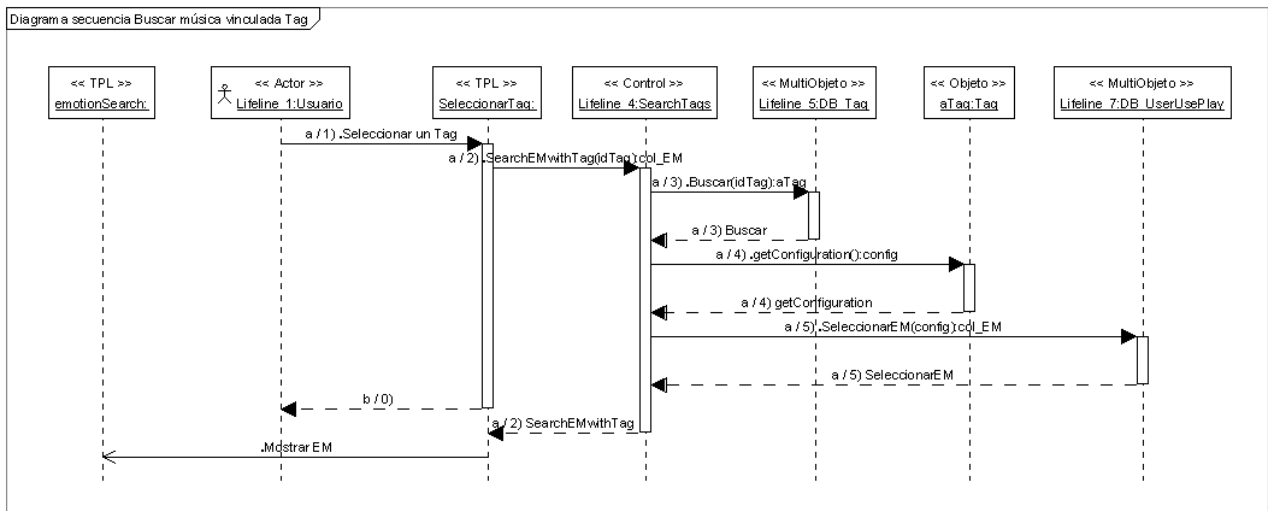 Diagrama secuencia Buscar música vinculada Tag
<< TPL >>
emotionSearch:
<< Actor >>
Lifeline_1:Usuario
<< TPL >>
SeleccionarTag:
<< Control >>
Lifeline_4:SearchTags
<< MultiObjeto >>
Lifeline_5:DB_Tag
<< Objeto >>
aTag:Tag
<< MultiObjeto >>
Lifeline_7:DB_UserUsePlay
a / 1) .Seleccionar un Tag
a / 2) .SearchEMwithTag(idTag):col_EM
a / 3) .Buscar(idTag):aTag
a / 3) Buscar
a / 4) .getConfiguration():config
a / 4) getConfiguration
a / 5) .SeleccionarEM(config):col_EM
a / 5) SeleccionarEM
b / 0)
a / 2) SearchEMwithTag
.Mostrar EM